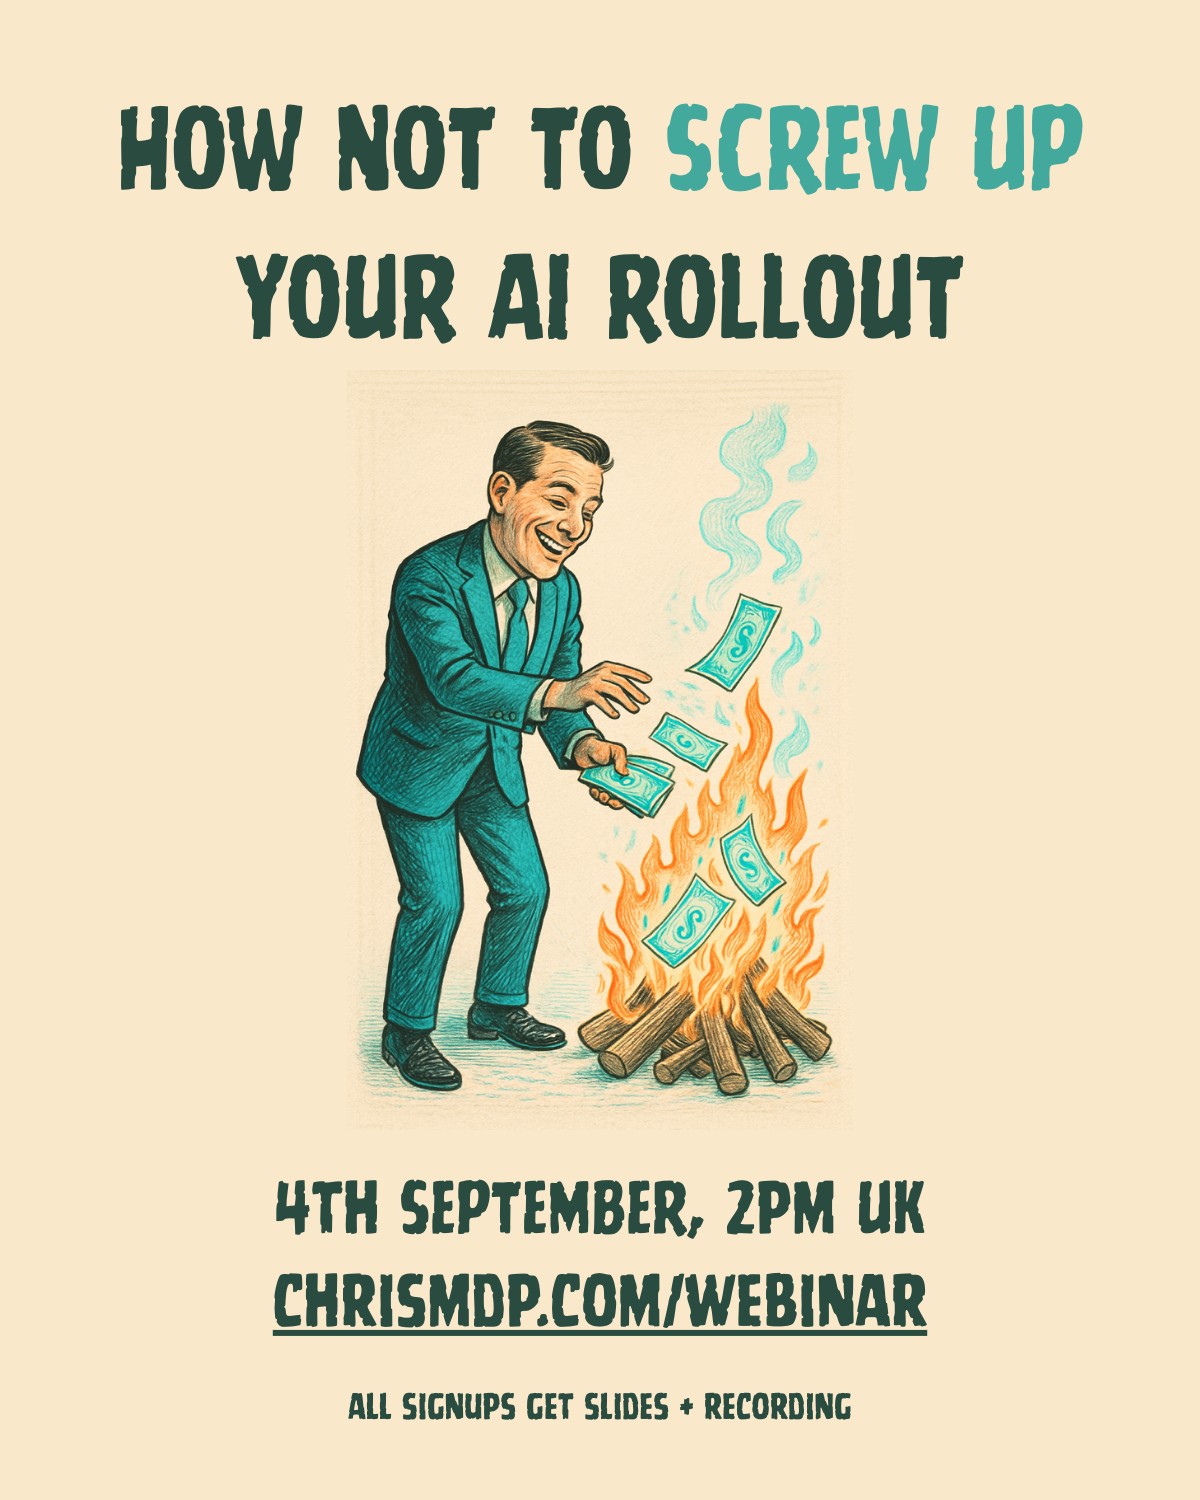 HOW NOT TO SCREW UP
YOUR AI ROLLOUT
4TH SEPTEMBER, 2PM UK
CHRISMDP.COM/WEBINAR
ALL SIGNUPS GET SLIDES + RECORDING